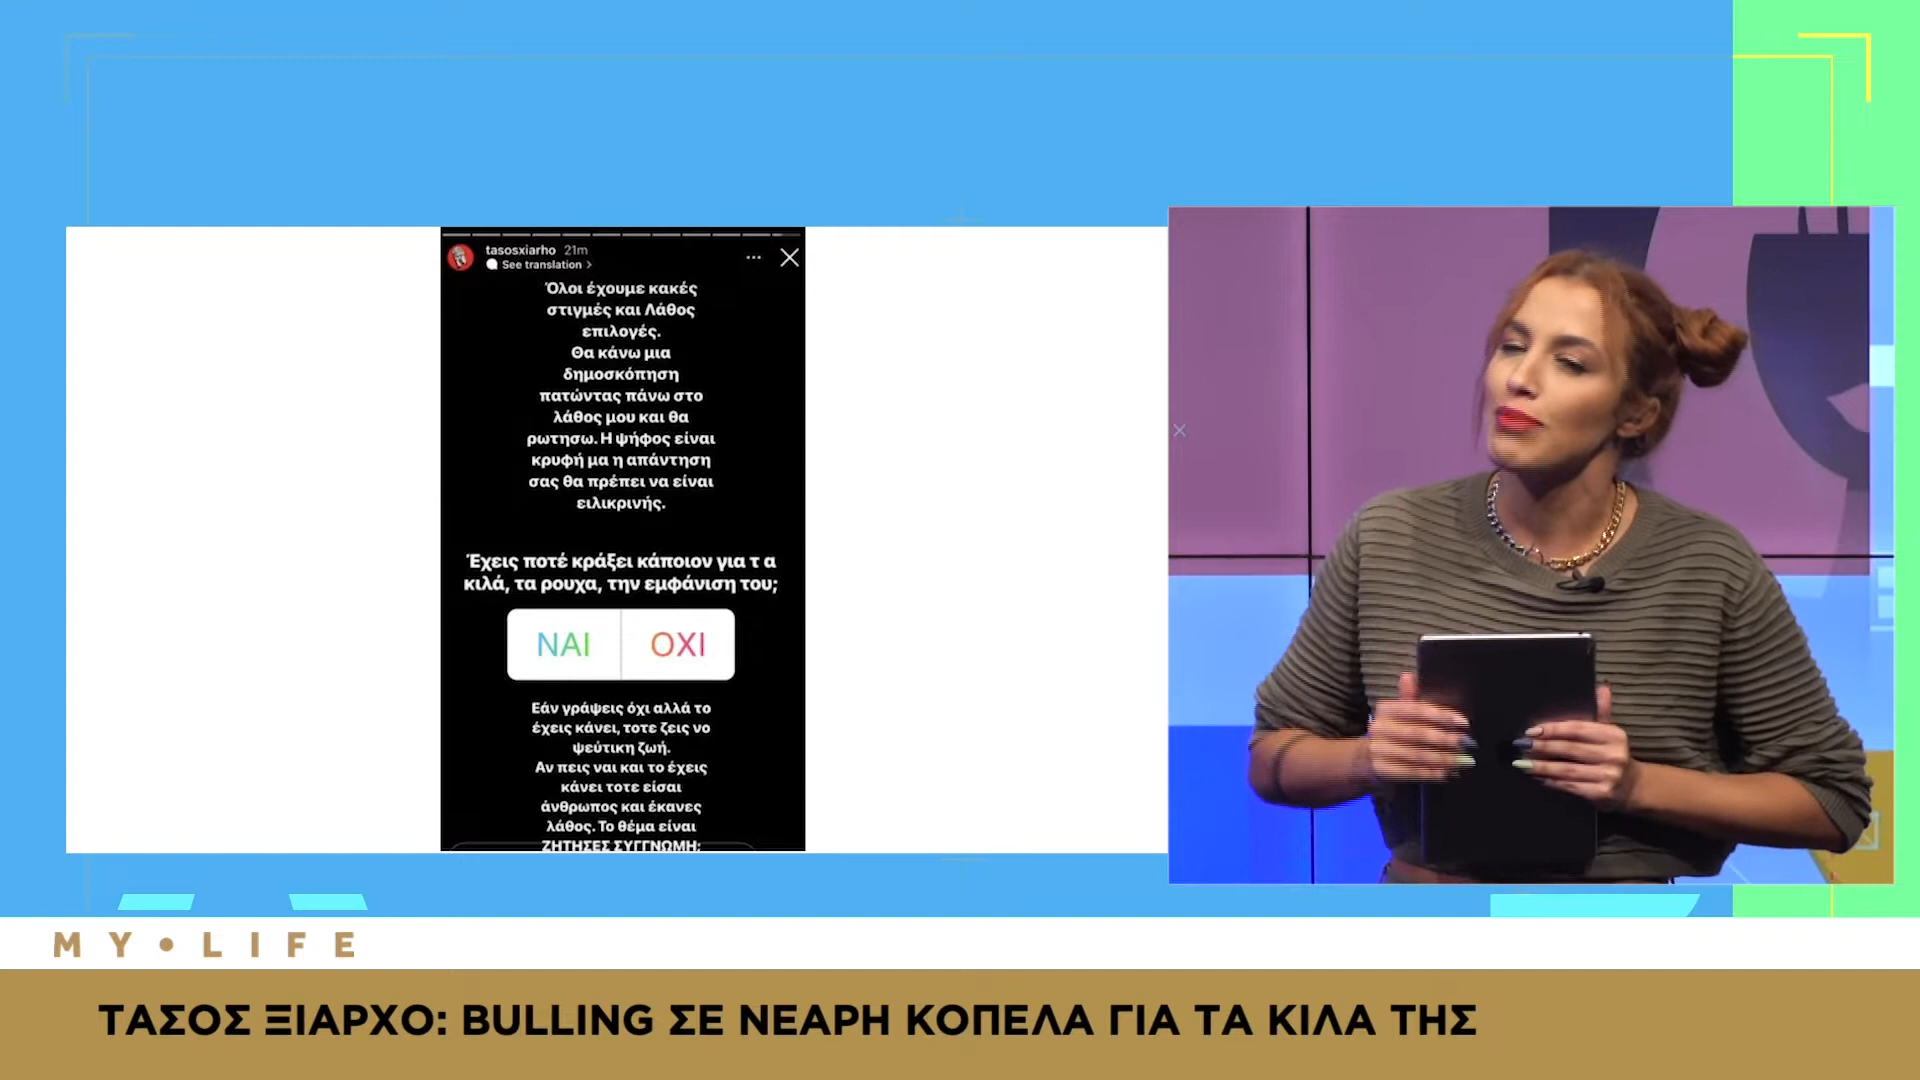 tasosxiarho 21m
See translation >
Όλοι έχουμε κακές
στιγμές και Λάθος
επιλογές.
Θα κάνω μια
δημοσκόπηση
πατώντας πάνω στο
λάθος μου και θα
ρωτησω. Η ψήφος είναι
κρυφή μα η απάντηση
σας θα πρέπει να είναι
ειλικρινής.
Έχεις ποτέ κράξει κάποιον για τ α
κιλά, τα ρουχα, την εμφάνιση του;
ΝΑΙ ΟΧΙ
Εάν γράψεις όχι αλλά το
έχεις κάνει, τοτε ζεις νο
ψεύτικη ζωή.
Αν πεις ναι και το έχεις
κάνει τοτε είσαι
άνθρωπος και έκανες
λάθος. Το θέμα είναι
ΖΗΤΗΣΕΣ ΣΥΓΓΝΩΜΗ;
MY•LIFE
ΤΑΣΟΣ ΞΙΑΡΧΟ: BULLING ΣΕ ΝΕΑΡΗ ΚΟΠΕΛΑ ΓΙΑ ΤΑ ΚΙΛΑ ΤΗΣ